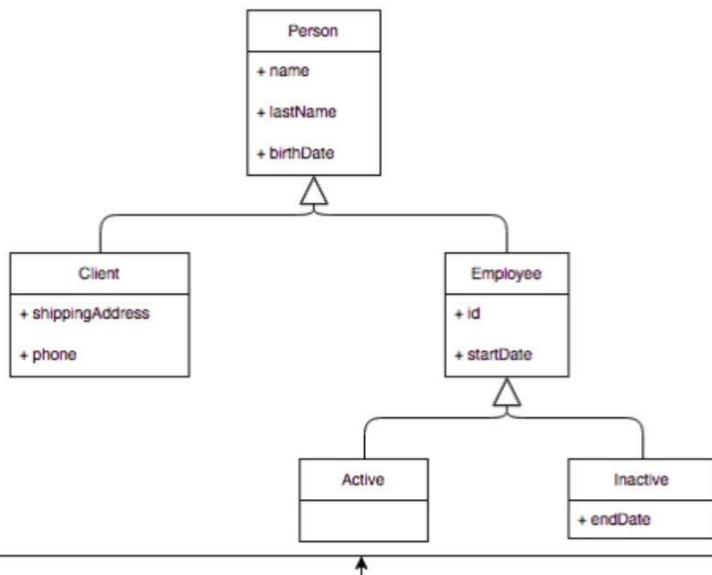 Person
+ name
+ lastName
+ birthDate
Client
+ shippingAddress
+ phone
Employee
+ id
+ startDate
Active
Inactive
+ endDate